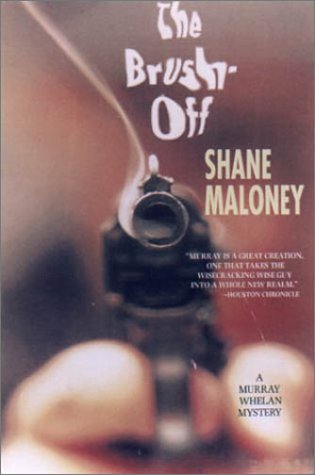 The
Brush-
Off
SHANE
MALONEY
"MURRAY IS A GREAT CREATION,
ONE THAT TAKES THE
WISECRACKING WISE GUY
INTO A WHOLE NEW REALM."
—HOUSTON CHRONICLE
A
MURRAY
WHELAN
MYSTERY